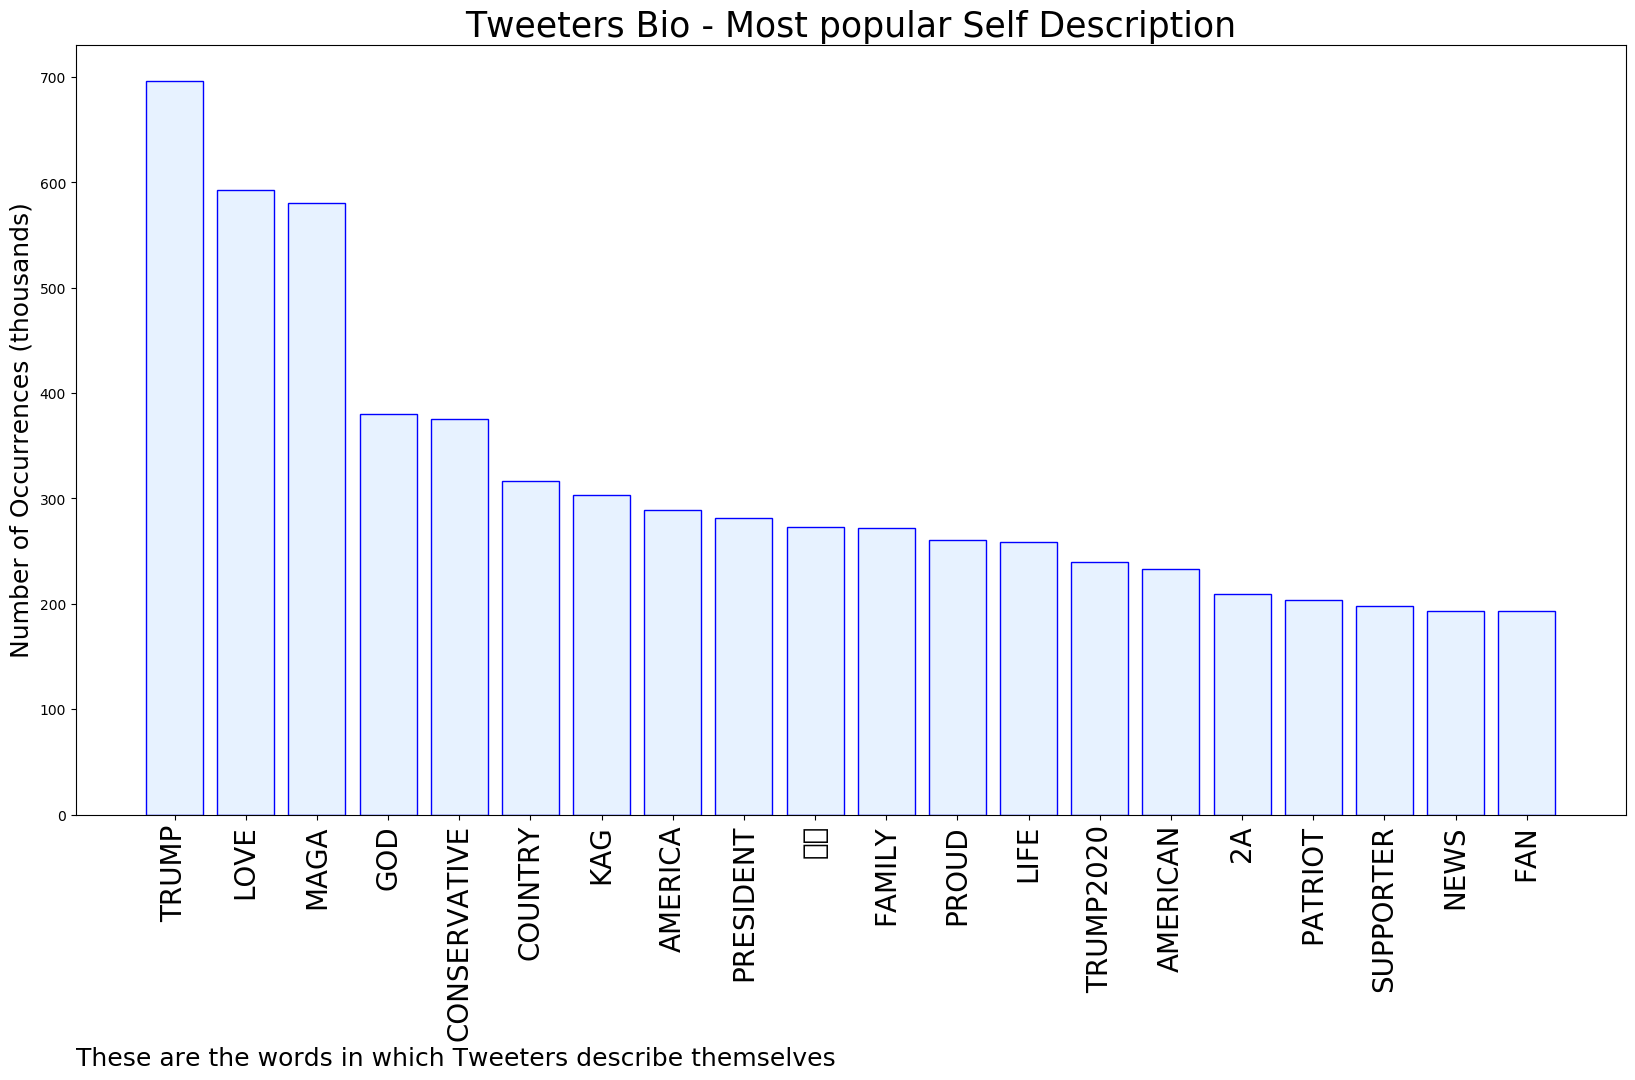 Tweeters Bio - Most popular Self Description
Number of Occurrences (thousands)
700
600
500
400
300
200
100
0
TRUMP
LOVE
MAGA
GOD
CONSERVATIVE
COUNTRY
KAG
AMERICA
PRESIDENT
FAMILY
PROUD
LIFE
TRUMP2020
AMERICAN
2A
PATRIOT
SUPPORTER
NEWS
FAN
These are the words in which Tweeters describe themselves